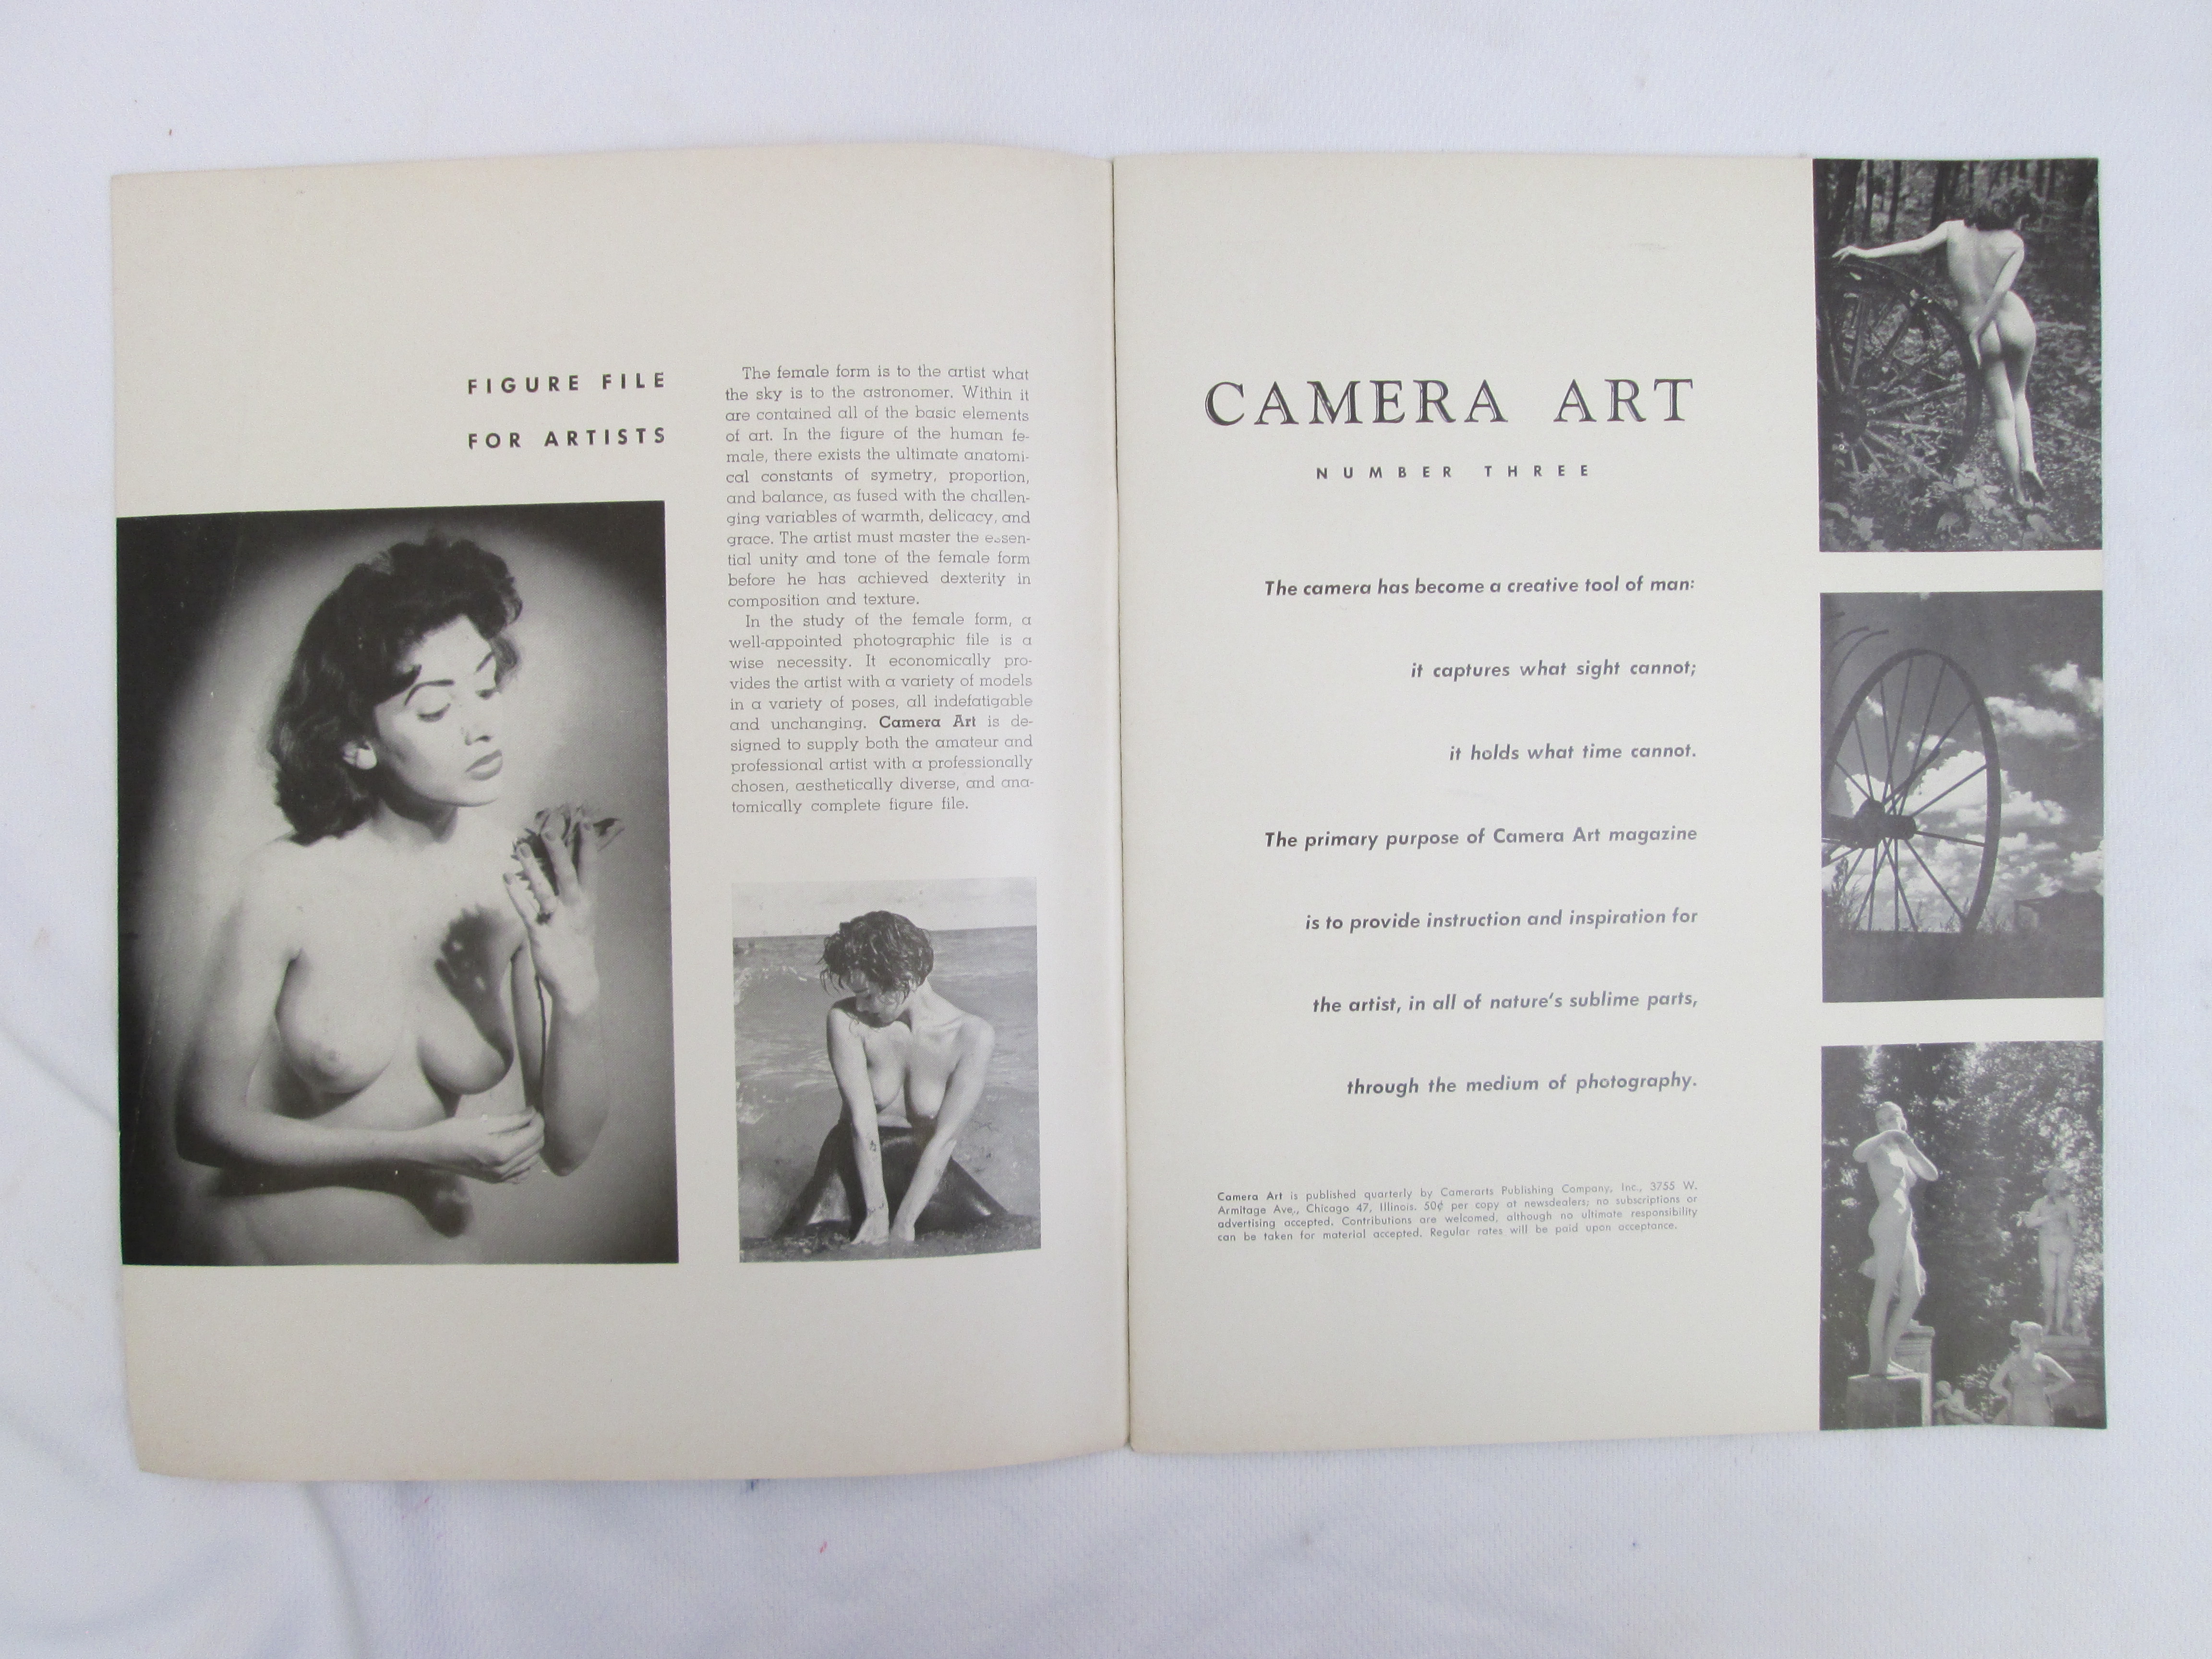 FIGURE FILE
FOR ARTISTS
The female form is to the artist what
the sky is to the astronomer. Within it
are contained all of the basic elements
of art. In the figure of the human fe-
male, there exists the ultimate anatomi-
cal constants of symetry, proportion,
and balance, as fused with the challen-
ging variables of warmth, delicacy, and
grace. The artist must master the essen-
tial unity and tone of the female form
before he has achieved dexterity in
composition and texture.
In the study of the female form, a
well-appointed photographic file is a
wise necessity. It economically pro-
vides the artist with a variety of models
in a variety of poses, all indefatigable
and unchanging. Camera Art is de-
signed to supply both the amateur and
professional artist with a professionally
chosen, aesthetically diverse, and ana-
tomically complete figure file.
CAMERA ART
NUMBER THREE
The camera has become a creative tool of man:
it captures what sight cannot;
it holds what time cannot.
The primary purpose of Camera Art magazine
is to provide instruction and inspiration for
the artist, in all of nature's sublime parts,
through the medium of photography.
Camera Art is published quarterly by Camerarts Publishing Company, Inc., 3755 W.
Armitage Ave., Chicago 47, Illinois. 50¢ per copy at newsdealers; no subscriptions or
advertising accepted. Contributions are welcomed, although no ultimate responsibility
can be taken for material accepted. Regular rates will be paid upon acceptance.